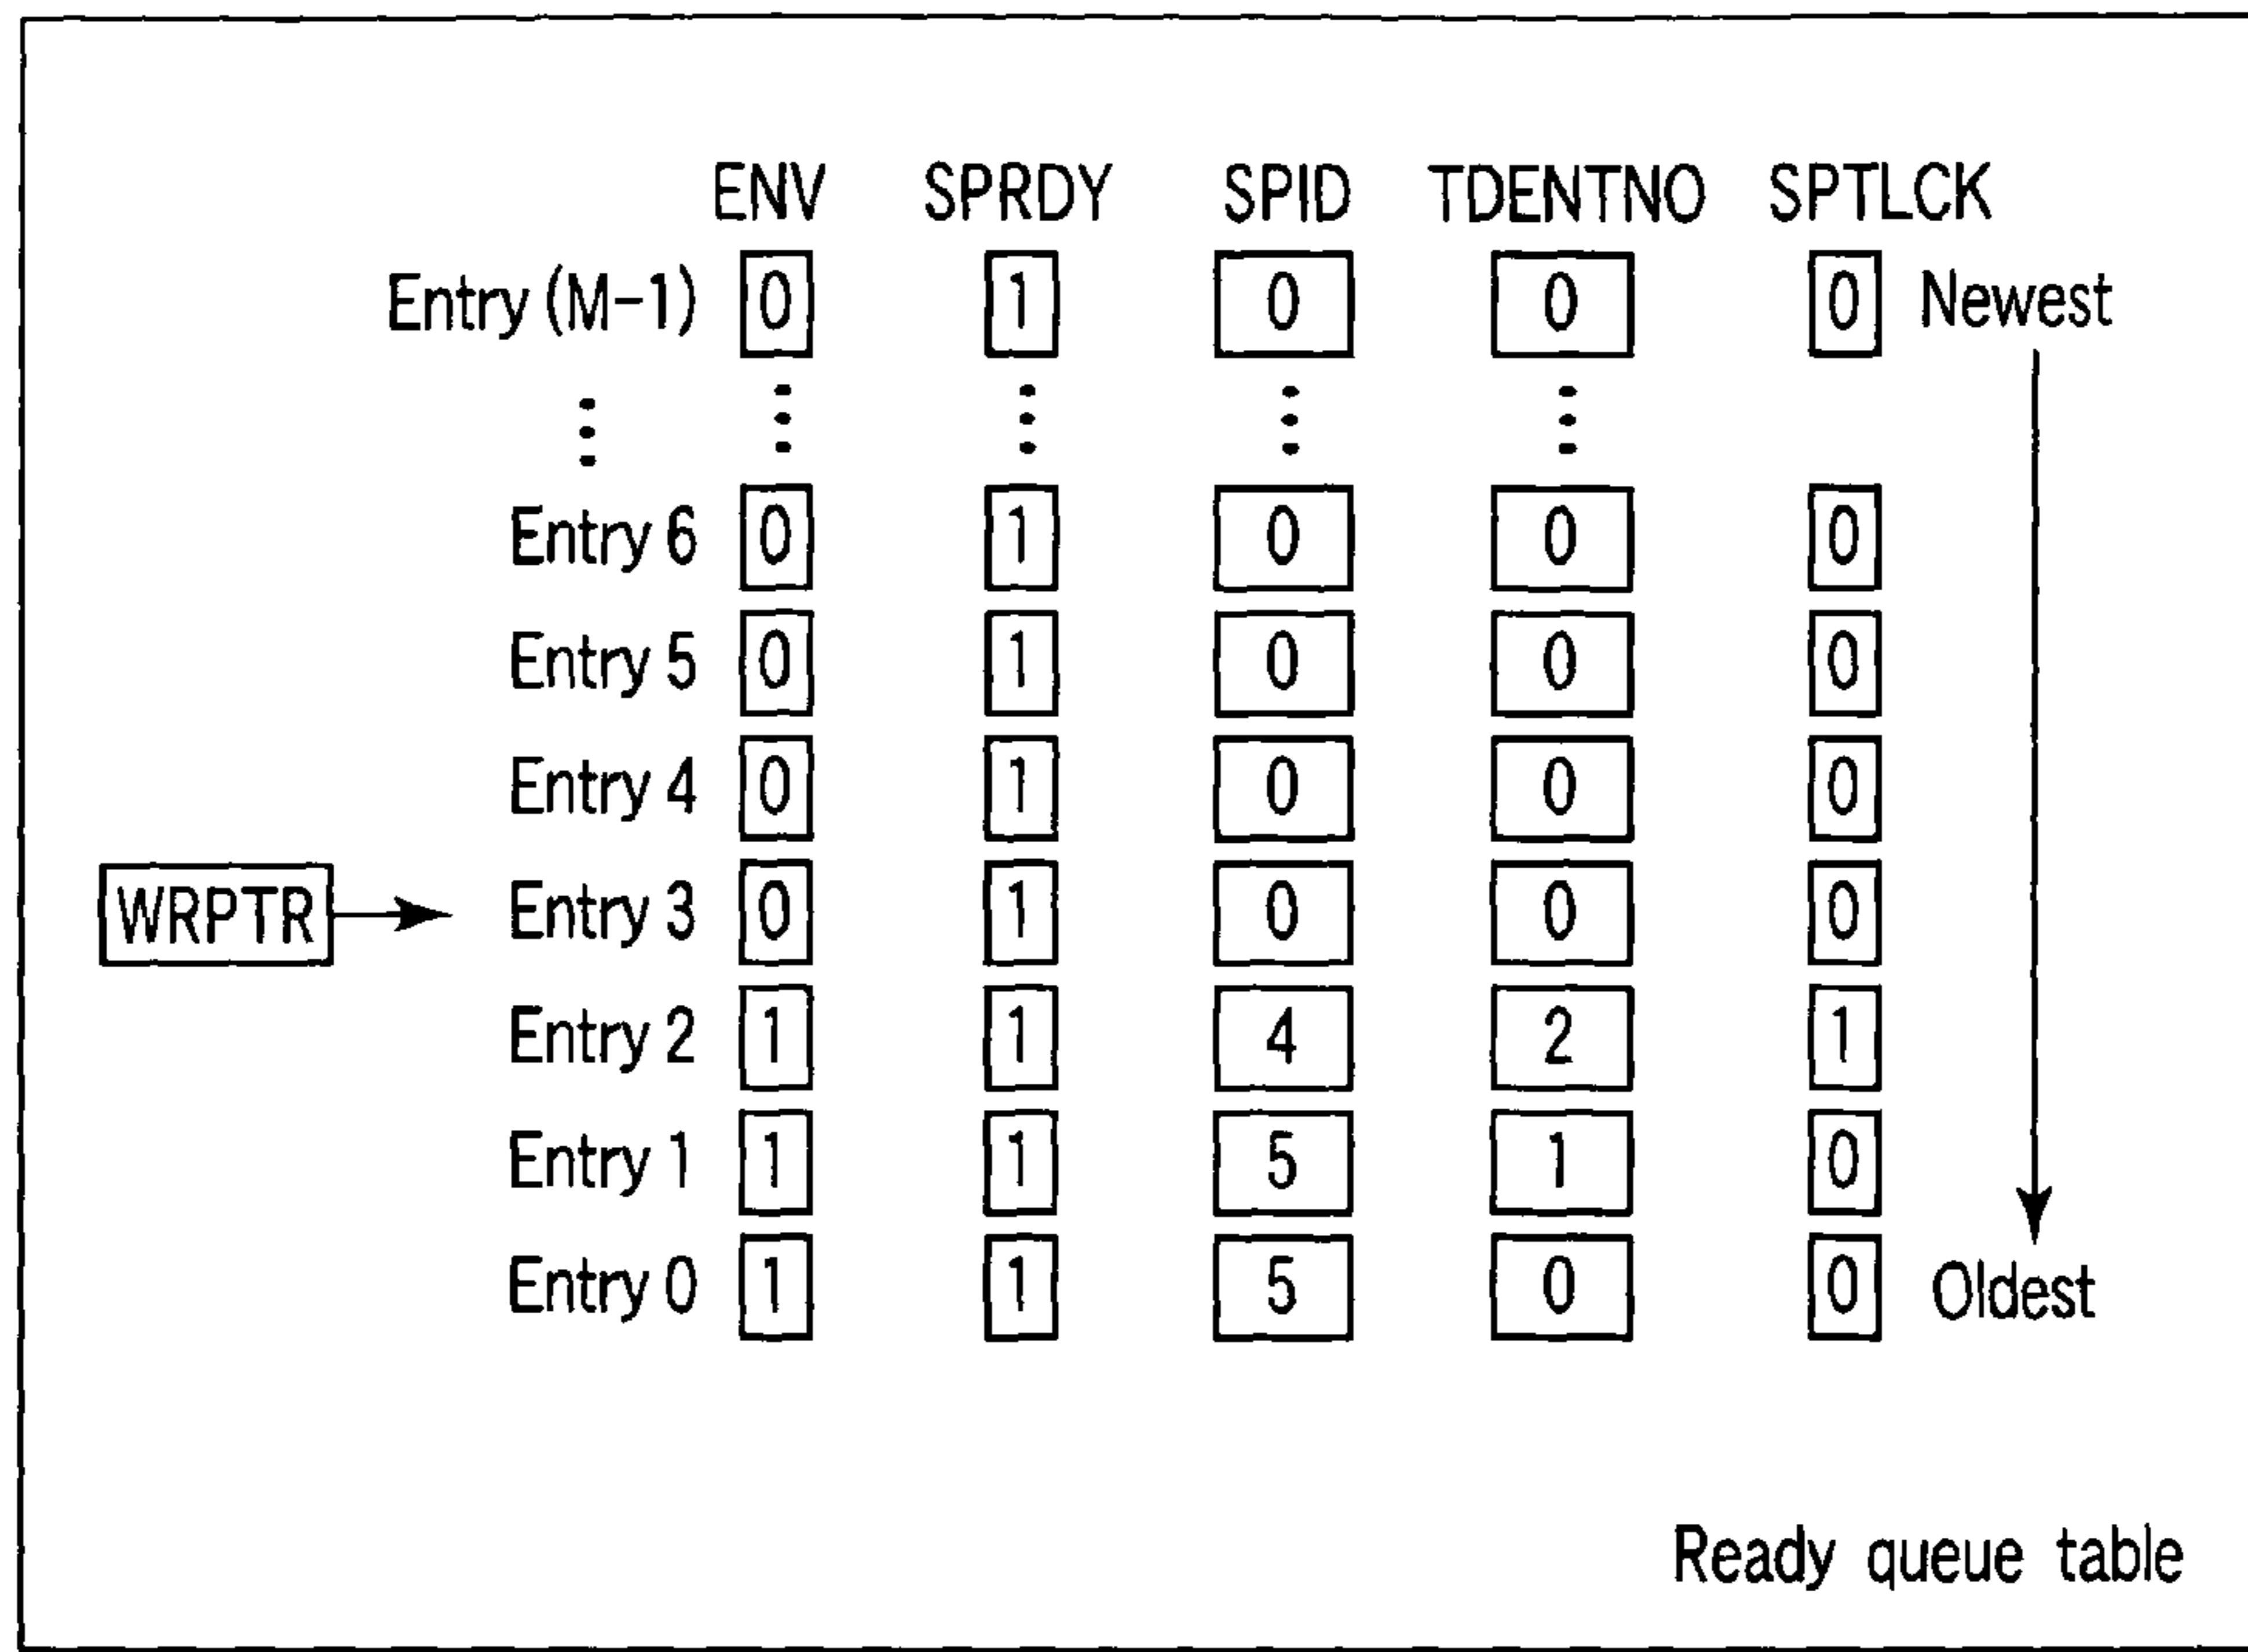 ENV SPRDY SPID TDENTNO SPTLCK
Entry (M-1) 0 1 0 0 0 Newest
Entry 6 0 1 0 0 0
Entry 5 0 1 0 0 0
Entry 4 0 1 0 0 0
WRPTR Entry 3 0 1 0 0 0
Entry 2 1 1 4 2 1
Entry 1 1 1 5 1 0
Entry 0 1 1 5 0 0 Oldest
Ready queue table